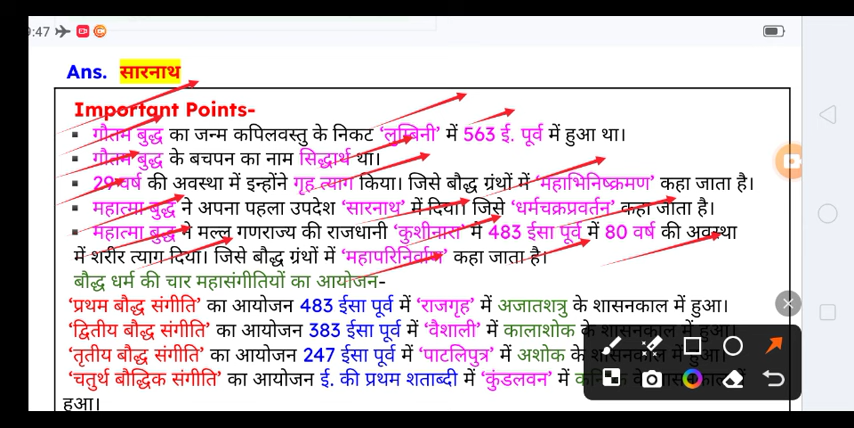 9:47
Ans. सारनाथ
Important Points-
▪ गौतम बुद्ध का जन्म कपिलवस्तु के निकट ‘लुम्बिनी’ में 563 ई. पूर्व में हुआ था।
▪ गौतम बुद्ध के बचपन का नाम सिद्धार्थ था।
▪ 29 वर्ष की अवस्था में इन्होंने गृह त्याग किया। जिसे बौद्ध ग्रंथों में ‘महाभिनिष्क्रमण’ कहा जाता है।
▪ महात्मा बुद्ध ने अपना पहला उपदेश ‘सारनाथ’ में दिया। जिसे ‘धर्मचक्रप्रवर्तन’ कहा जाता है।
▪ महात्मा बुद्ध ने मल्ल गणराज्य की राजधानी ‘कुशीनारा’ में 483 ईसा पूर्व में 80 वर्ष की अवस्था
में शरीर त्याग दिया। जिसे बौद्ध ग्रंथों में ‘महापरिनिर्वाण’ कहा जाता है।
बौद्ध धर्म की चार महासंगीतियों का आयोजन-
‘प्रथम बौद्ध संगीति’ का आयोजन 483 ईसा पूर्व में ‘राजगृह’ में अजातशत्रु के शासनकाल में हुआ।
‘द्वितीय बौद्ध संगीति’ का आयोजन 383 ईसा पूर्व में ‘वैशाली’ में कालाशोक के शासनकाल में हुआ।
‘तृतीय बौद्ध संगीति’ का आयोजन 247 ईसा पूर्व में ‘पाटलिपुत्र’ में अशोक के शासनकाल में हुआ।
‘चतुर्थ बौद्धिक संगीति’ का आयोजन ई. की प्रथम शताब्दी में ‘कुंडलवन’ में
हुआ।